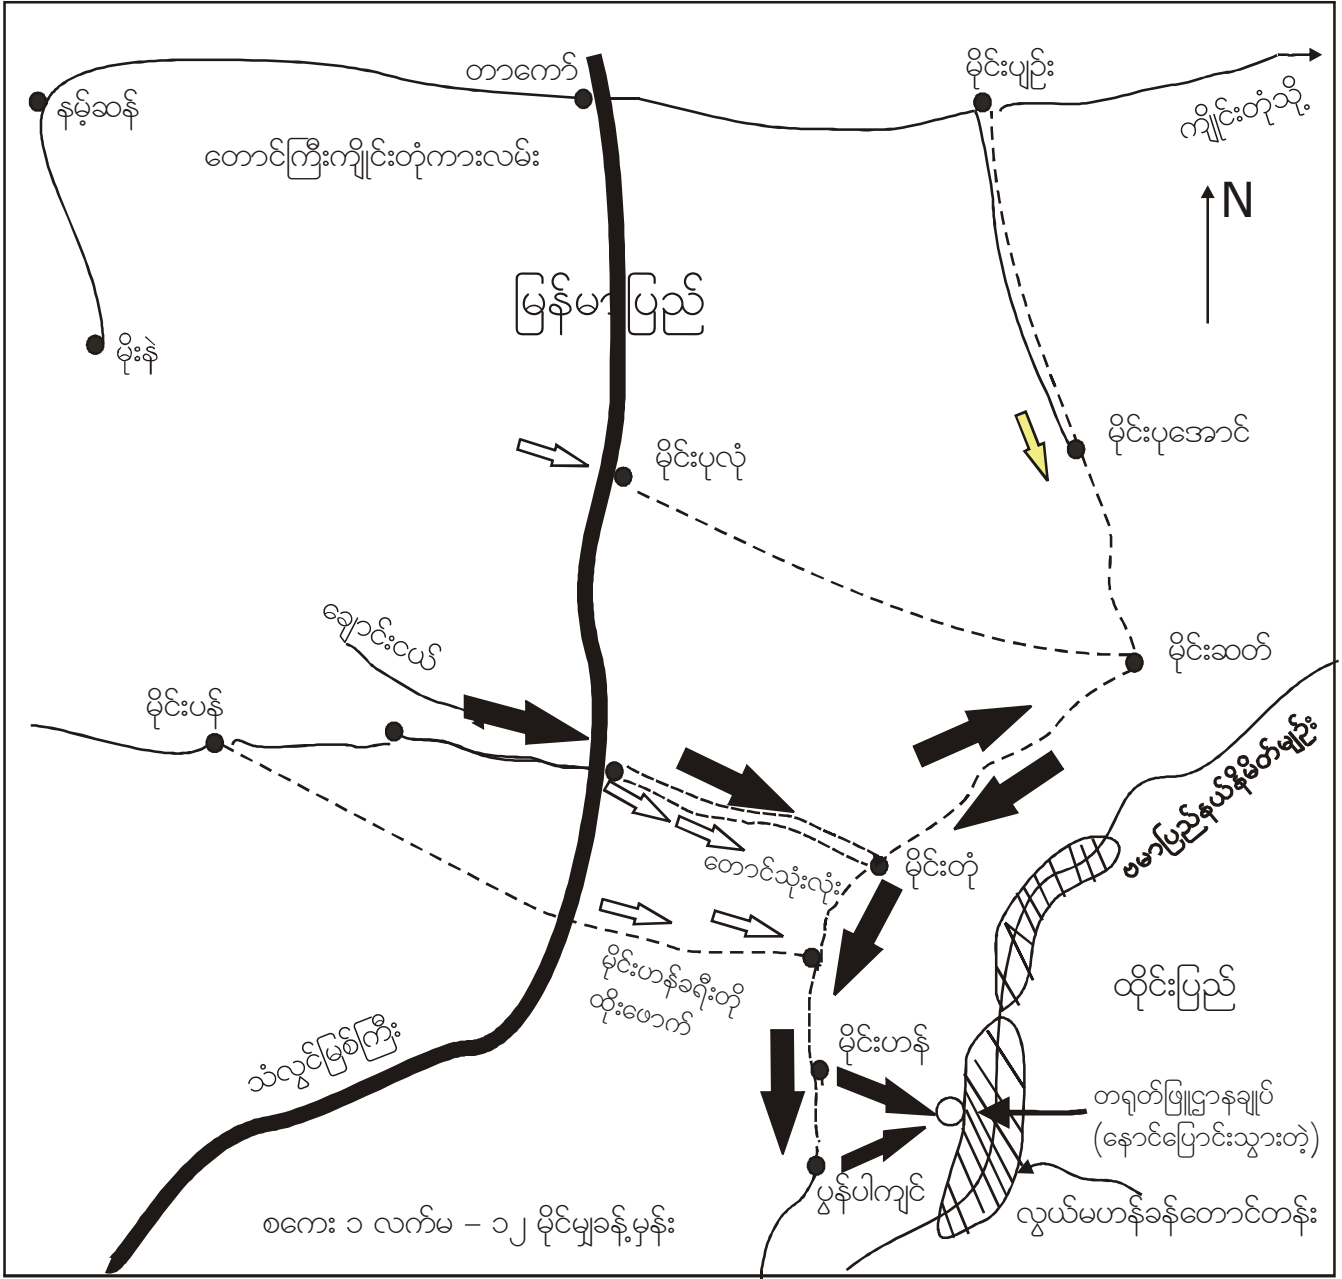 တာကော်
မိုင်းပျဉ်း
နမ့်ဆန်
ကျိုင်းတုံသို့
တောင်ကြီးကျိုင်းတုံကားလမ်း
N
မြန်မာပြည်
မိုးနဲ
မိုင်းပုအောင်
မိုင်းပုလုံ
ချောင်းငယ်
မိုင်းဆတ်
မိုင်းပန်
ဗမာပြည်နယ်နိမိတ်မျဉ်း
တောင်သုံးလုံး
မိုင်းတုံ
မိုင်းဟန်ခရီးတို
ထိုးဖောက်
ထိုင်းပြည်
သံလွင်မြစ်ကြီး
မိုင်းဟန်
တရုတ်ဖြူဌာနချုပ်
(နောင်ပြောင်းသွားတဲ့)
ပွန်ပါကျင်
လွယ်မဟန်ခန်တောင်တန်း
စကေး ၁ လက်မ – ၁၂ မိုင်မျှခန့်မှန်း